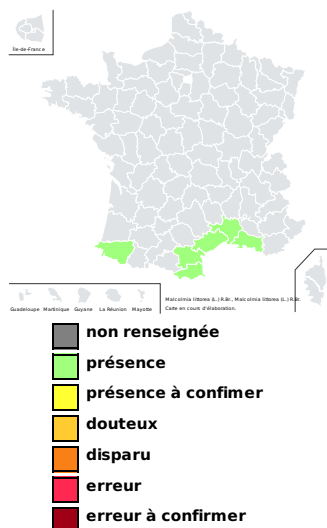 Île-de-France
Guadeloupe Martinique Guyane La Réunion Mayotte
Malcolmia littorea (L.) R.Br., Malcolmia littorea (L.) R.Br.
Carte en cours d'élaboration.
non renseignée
présence
présence à confimer
douteux
disparu
erreur
erreur à confirmer